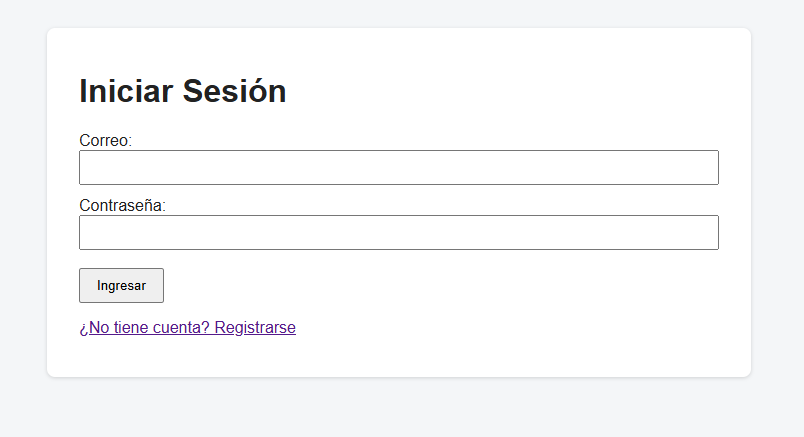 Iniciar Sesión
Correo:
Contraseña:
Ingresar
¿No tiene cuenta? Registrarse